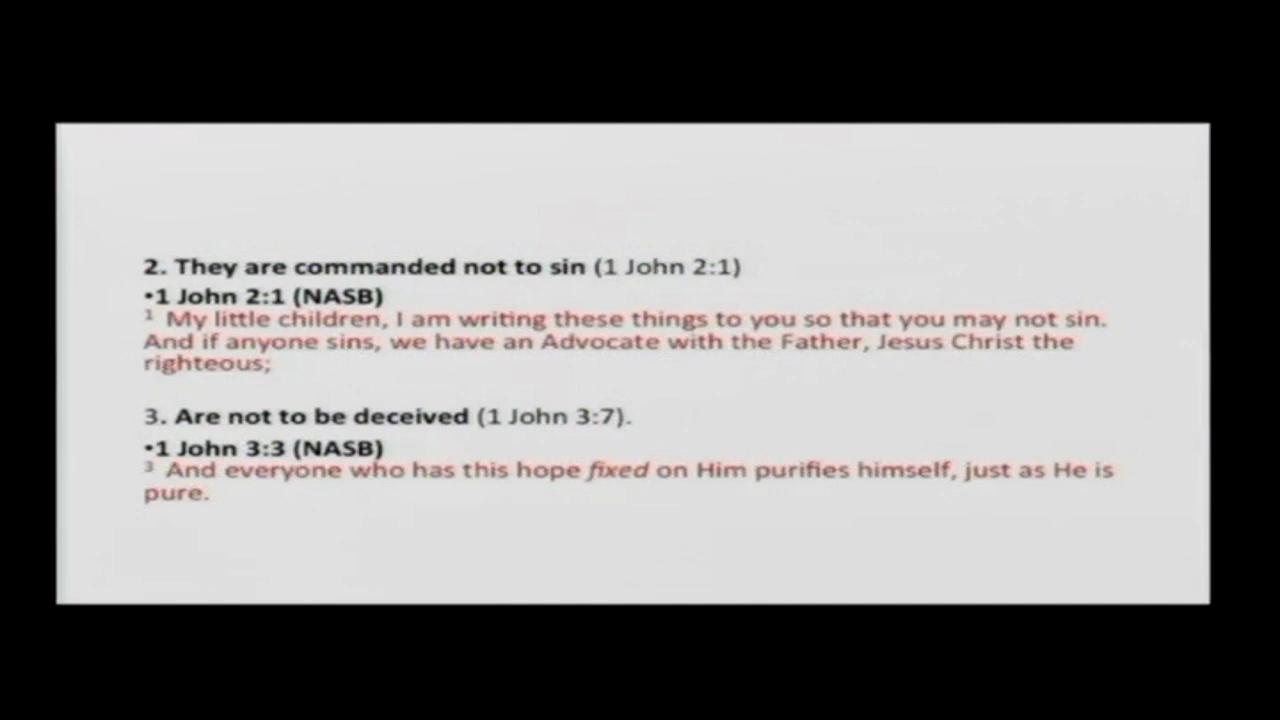 2. They are commanded not to sin (1 John 2:1)
•1 John 2:1 (NASB)
1 My little children, I am writing these things to you so that you may not sin.
And if anyone sins, we have an Advocate with the Father, Jesus Christ the
righteous;
3. Are not to be deceived (1 John 3:7).
•1 John 3:3 (NASB)
3 And everyone who has this hope fixed on Him purifies himself, just as He is
pure.